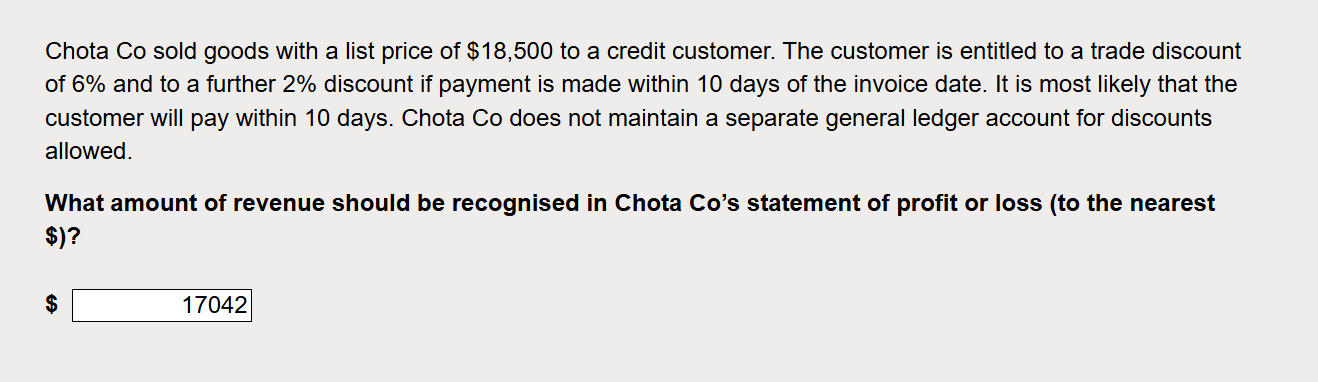 Chota Co sold goods with a list price of $18,500 to a credit customer. The customer is entitled to a trade discount
of 6% and to a further 2% discount if payment is made within 10 days of the invoice date. It is most likely that the
customer will pay within 10 days. Chota Co does not maintain a separate general ledger account for discounts
allowed.
What amount of revenue should be recognised in Chota Co’s statement of profit or loss (to the nearest
$)?
$ 17042